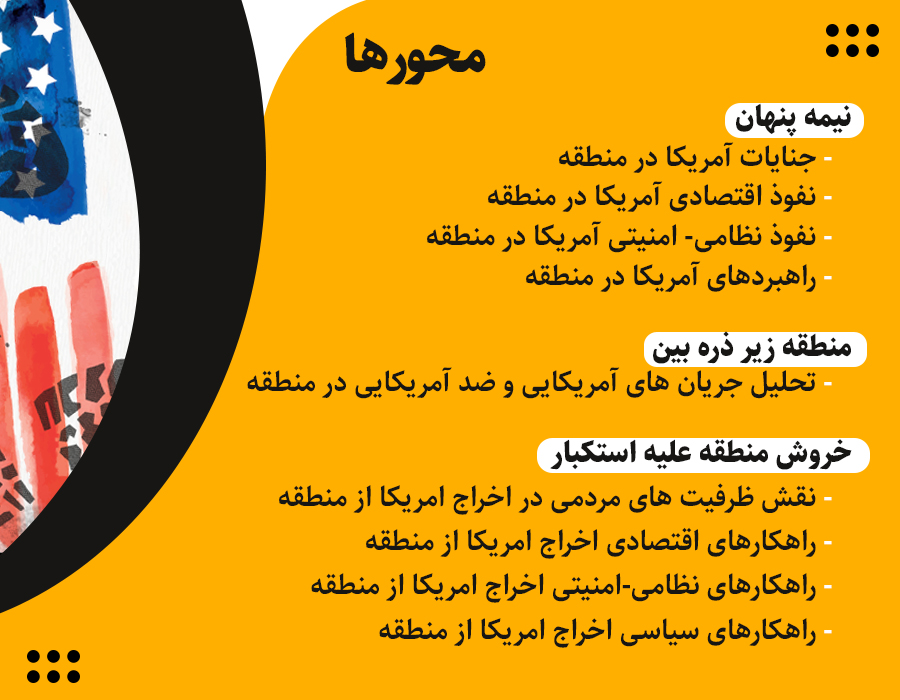 محورها
نیمه پنهان
- جنایات آمریکا در منطقه
- نفوذ اقتصادی آمریکا در منطقه
- نفوذ نظامی- امنیتی آمریکا در منطقه
- راهبردهای آمریکا در منطقه
منطقه زیر ذره بین
- تحلیل جریان های آمریکایی و ضد آمریکایی در منطقه
خروش منطقه علیه استکبار
- نقش ظرفیت های مردمی در اخراج امریکا از منطقه
- راهکارهای اقتصادی اخراج امریکا از منطقه
- راهکارهای نظامی-امنیتی اخراج امریکا از منطقه
- راهکارهای سیاسی اخراج امریکا از منطقه